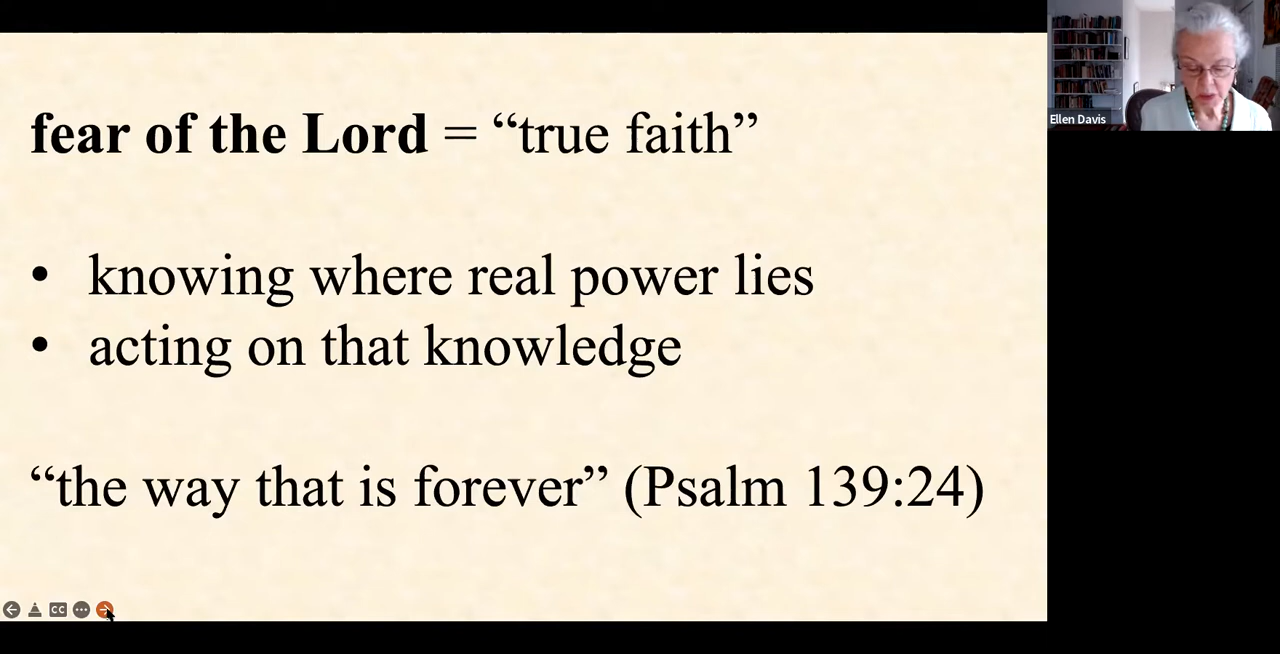 fear of the Lord = “true faith”
• knowing where real power lies
• acting on that knowledge
“the way that is forever” (Psalm 139:24)
Ellen Davis
CC